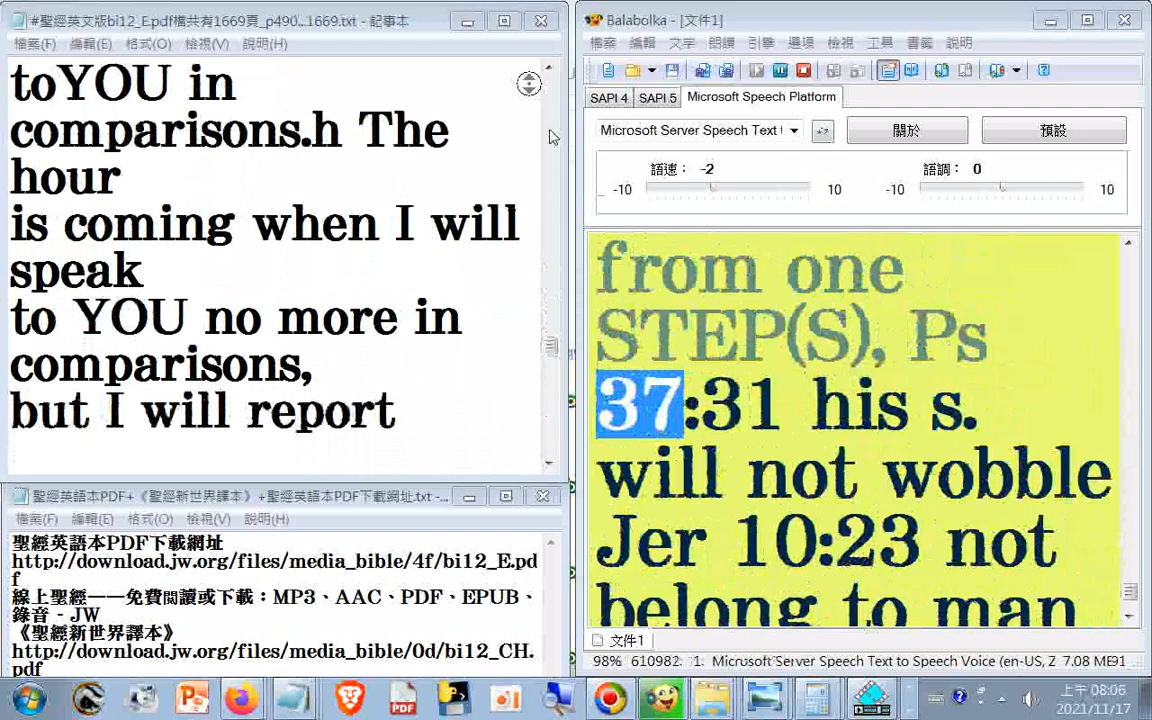 #聖經英文版bi12_E.pdf檔共有1669頁_p490...1669.txt - 記事本
檔案(F) 編輯(E) 格式(O) 檢視(V) 說明(H)
toYOU in
comparisons.h The
hour
is coming when I will
speak
to YOU no more in
comparisons,
but I will report
聖經英語本PDF+《聖經新世界譯本》+聖經英語本PDF下載網址.txt -...
檔案(F) 編輯(E) 格式(O) 檢視(V) 說明(H)
聖經英語本PDF下載網址
http://download.jw.org/files/media_bible/4f/bi12_E.pd
f
線上聖經——免費閱讀或下載：MP3、AAC、PDF、EPUB、
錄音 - JW
《聖經新世界譯本》
http://download.jw.org/files/media_bible/0d/bi12_CH.
pdf
Balabolka - [文件1]
檔案 編輯 文字 朗讀 引擎 選項 檢視 工具 書籤 說明
SAPI 4 SAPI 5 Microsoft Speech Platform
Microsoft Server Speech Text 關於 預設
語速： -2 語調： 0
-10 10 -10 10
from one
STEP(S), Ps
37:31 his s.
will not wobble
Jer 10:23 not
belong to man
文件1
98% 610982: 1: Microsoft Server Speech Text to Speech Voice (en-US, Z 7.08 ME91
PDF
上午 08:06
2021/11/17